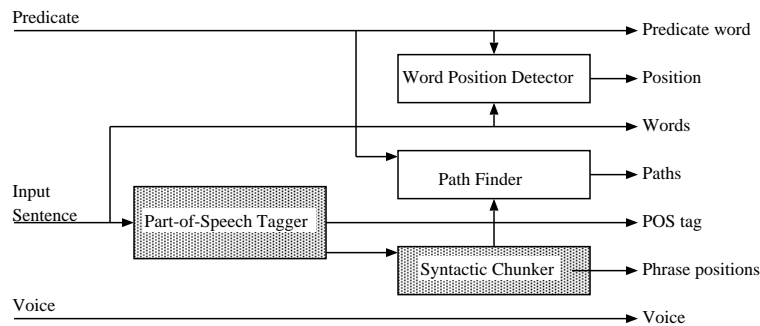 Predicate
Predicate word
Word Position Detector
Position
Words
Input
Sentence
Path Finder
Paths
Part-of-Speech Tagger
POS tag
Syntactic Chunker
Phrase positions
Voice
Voice